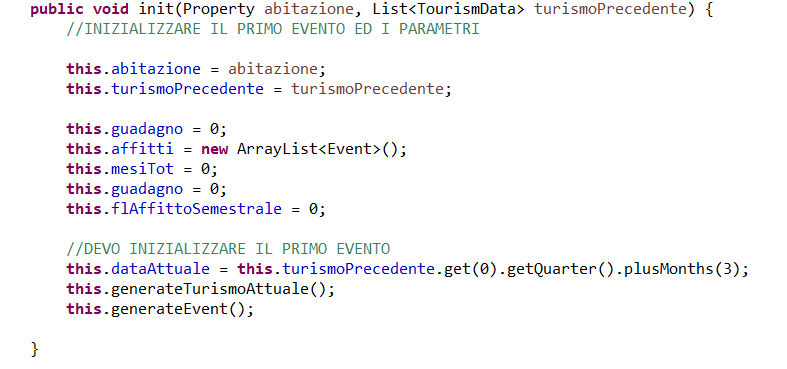 public void init(Property abitazione, List<TourismData> turismoPrecedente) {
//INIZIALIZZARE IL PRIMO EVENTO ED I PARAMETRI
this.abitazione = abitazione;
this.turismoPrecedente = turismoPrecedente;
this.guadagno = 0;
this.affitti = new ArrayList<Event>();
this.mesiTot = 0;
this.guadagno = 0;
this.flAffittoSemestrale = 0;
//DEVO INIZIALIZZARE IL PRIMO EVENTO
this.dataAttuale = this.turismoPrecedente.get(0).getQuarter().plusMonths(3);
this.generateTurismoAttuale();
this.generateEvent();
}